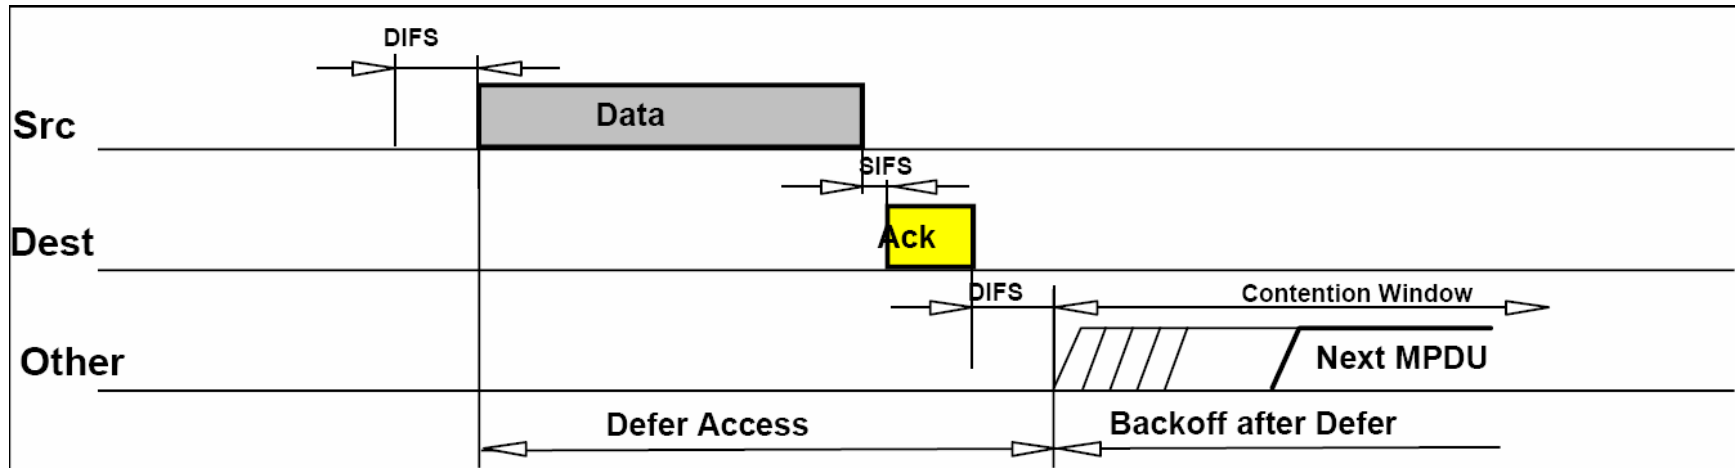 DIFS
Src
Data
SIFS
Dest
Ack
DIFS
Contention Window
Other
Next MPDU
Defer Access
Backoff after Defer